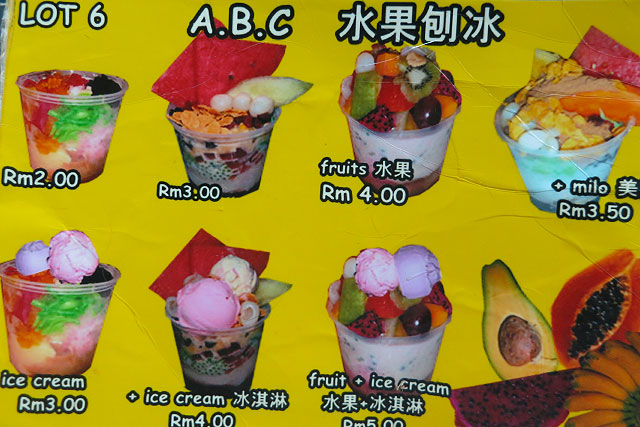 LOT 6
A.B.C 水果刨冰
Rm2.00
Rm3.00
fruits 水果
Rm 4.00
+ milo 美
Rm3.50
ice cream
Rm3.00
+ ice cream 冰淇淋
Rm4.00
fruit + ice cream
水果+冰淇淋
Rm5.00